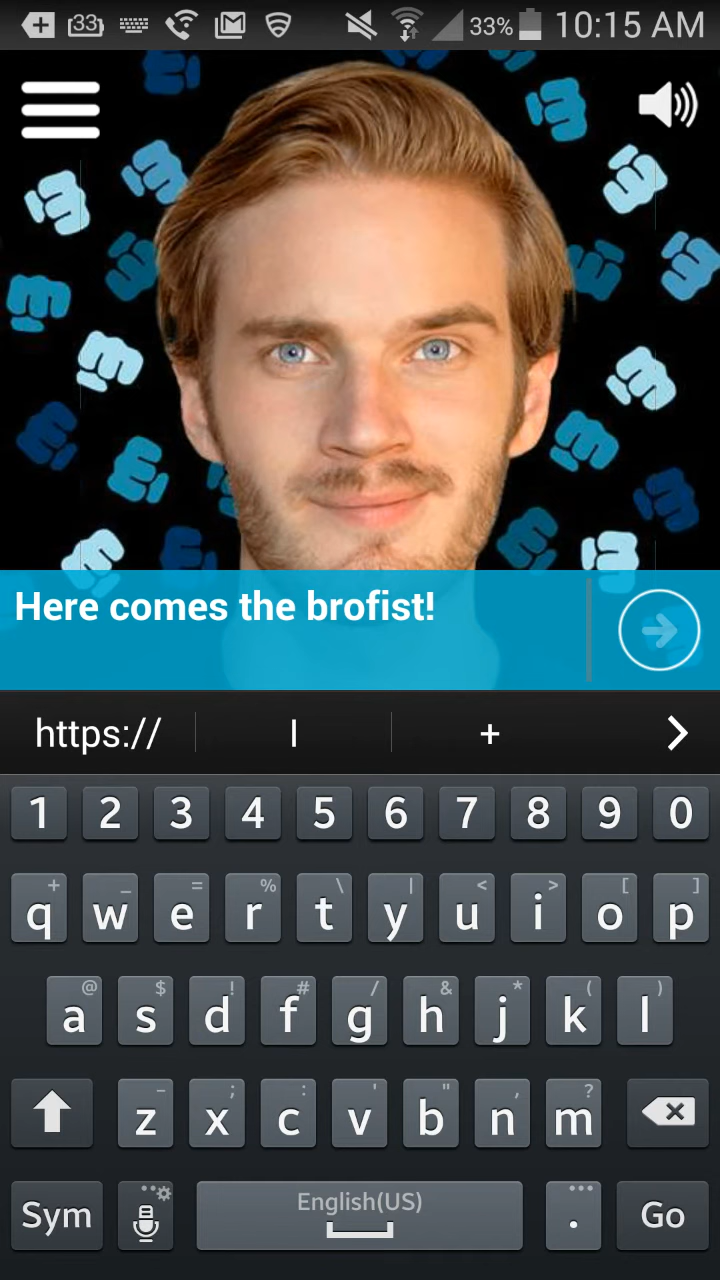 33 33% 10:15 AM
Here comes the brofist!
https:// I +
1 2 3 4 5 6 7 8 9 0
+ _ = % \ | < > [ ]
q w e r t y u i o p
@ $ ! # / & * ( )
a s d f g h j k l
- ; : ' " , ?
z x c v b n m
Sym English(US) . Go